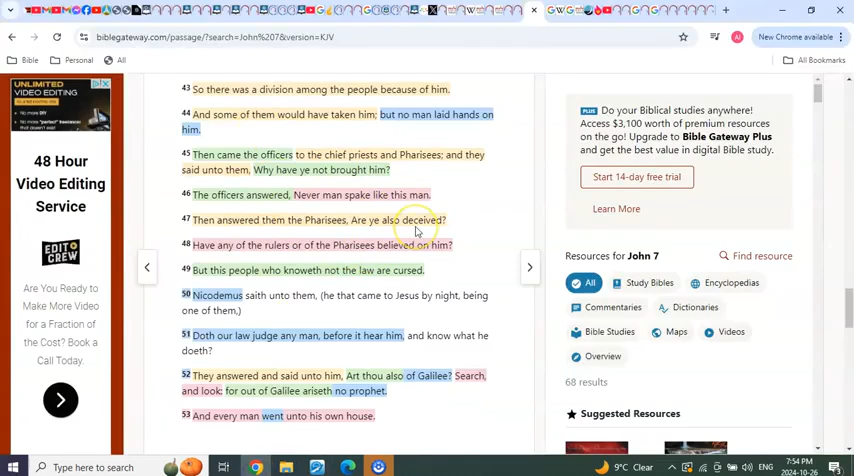 biblegateway.com/passage/?search=John%207&version=KJV
New Chrome available
Bible
Personal
All
All Bookmarks
UNLIMITED
VIDEO EDITING
48 Hour
Video Editing
Service
EDIT
CREW
Are You Ready to
Make More Video
for a Fraction of
the Cost? Book a
Call Today.
43 So there was a division among the people because of him.
44 And some of them would have taken him; but no man laid hands on
him.
45 Then came the officers to the chief priests and Pharisees; and they
said unto them, Why have ye not brought him?
46 The officers answered, Never man spake like this man.
47 Then answered them the Pharisees, Are ye also deceived?
48 Have any of the rulers or of the Pharisees believed on him?
49 But this people who knoweth not the law are cursed.
50 Nicodemus saith unto them, (he that came to Jesus by night, being
one of them,)
51 Doth our law judge any man, before it hear him, and know what he
doeth?
52 They answered and said unto him, Art thou also of Galilee? Search,
and look: for out of Galilee ariseth no prophet.
53 And every man went unto his own house.
PLUS Do your Biblical studies anywhere!
Access $3,100 worth of premium resources
on the go! Upgrade to Bible Gateway Plus
and get the best value in digital Bible study.
Start 14-day free trial
Learn More
Resources for John 7
Find resource
All
Study Bibles
Encyclopedias
Commentaries
Dictionaries
Bible Studies
Maps
Videos
Overview
68 results
Suggested Resources
Type here to search
9°C Clear
ENG
7:54 PM
2024-10-26